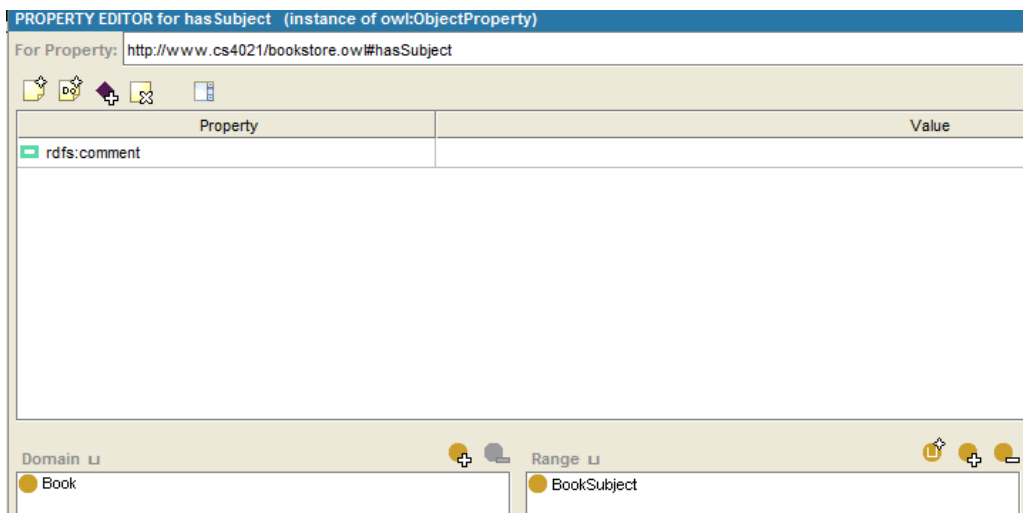 PROPERTY EDITOR for hasSubject (instance of owl:ObjectProperty)
For Property: http://www.cs4021/bookstore.owl#hasSubject
Property Value
rdfs:comment
Domain ⊔ Range ⊔
Book BookSubject